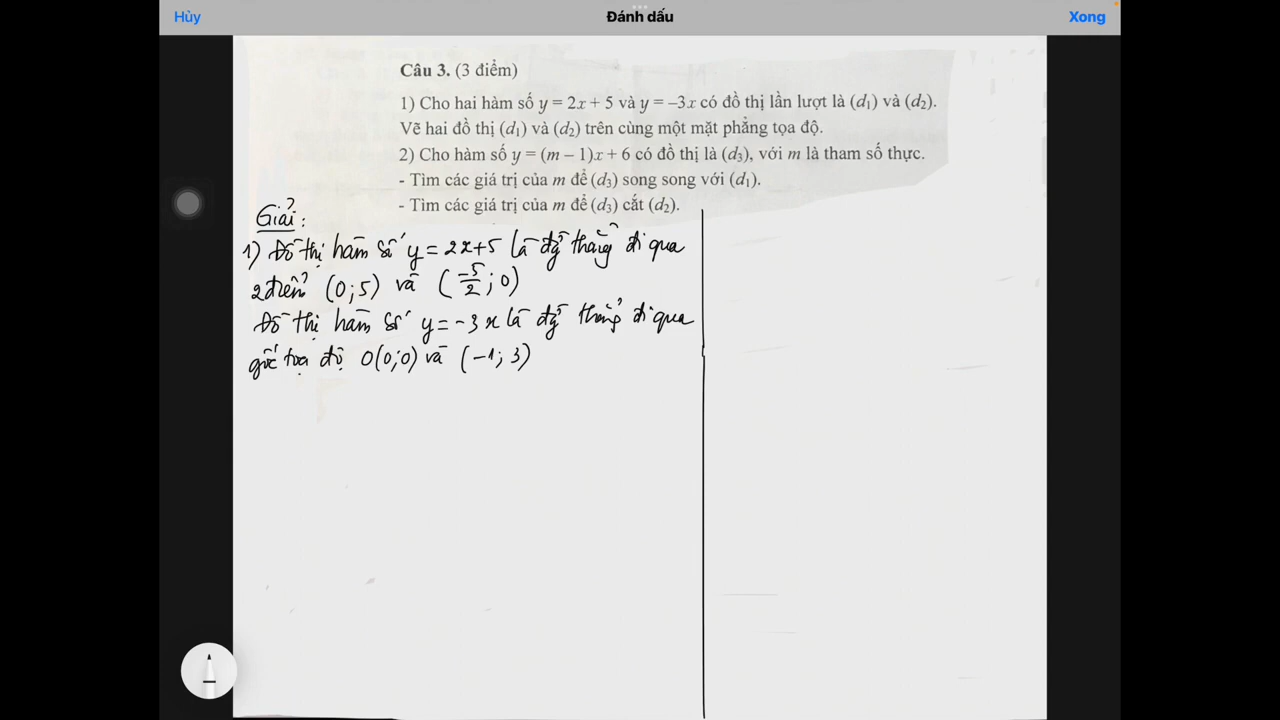 Hủy
Đánh dấu
Xong
Câu 3. (3 điểm)
1) Cho hai hàm số y = 2x + 5 và y = –3x có đồ thị lần lượt là (d₁) và (d₂).
Vẽ hai đồ thị (d₁) và (d₂) trên cùng một mặt phẳng tọa độ.
2) Cho hàm số y = (m – 1)x + 6 có đồ thị là (d₃), với m là tham số thực.
- Tìm các giá trị của m để (d₃) song song với (d₁).
- Tìm các giá trị của m để (d₃) cắt (d₂).
Giải:
1) Đồ thị hàm số y = 2x+5 là đg thẳng đi qua
2 điểm (0;5) và (-5/2; 0)
Đồ thị hàm số y = -3x là đg thẳng đi qua
gốc tọa độ O(0;0) và (-1; 3)